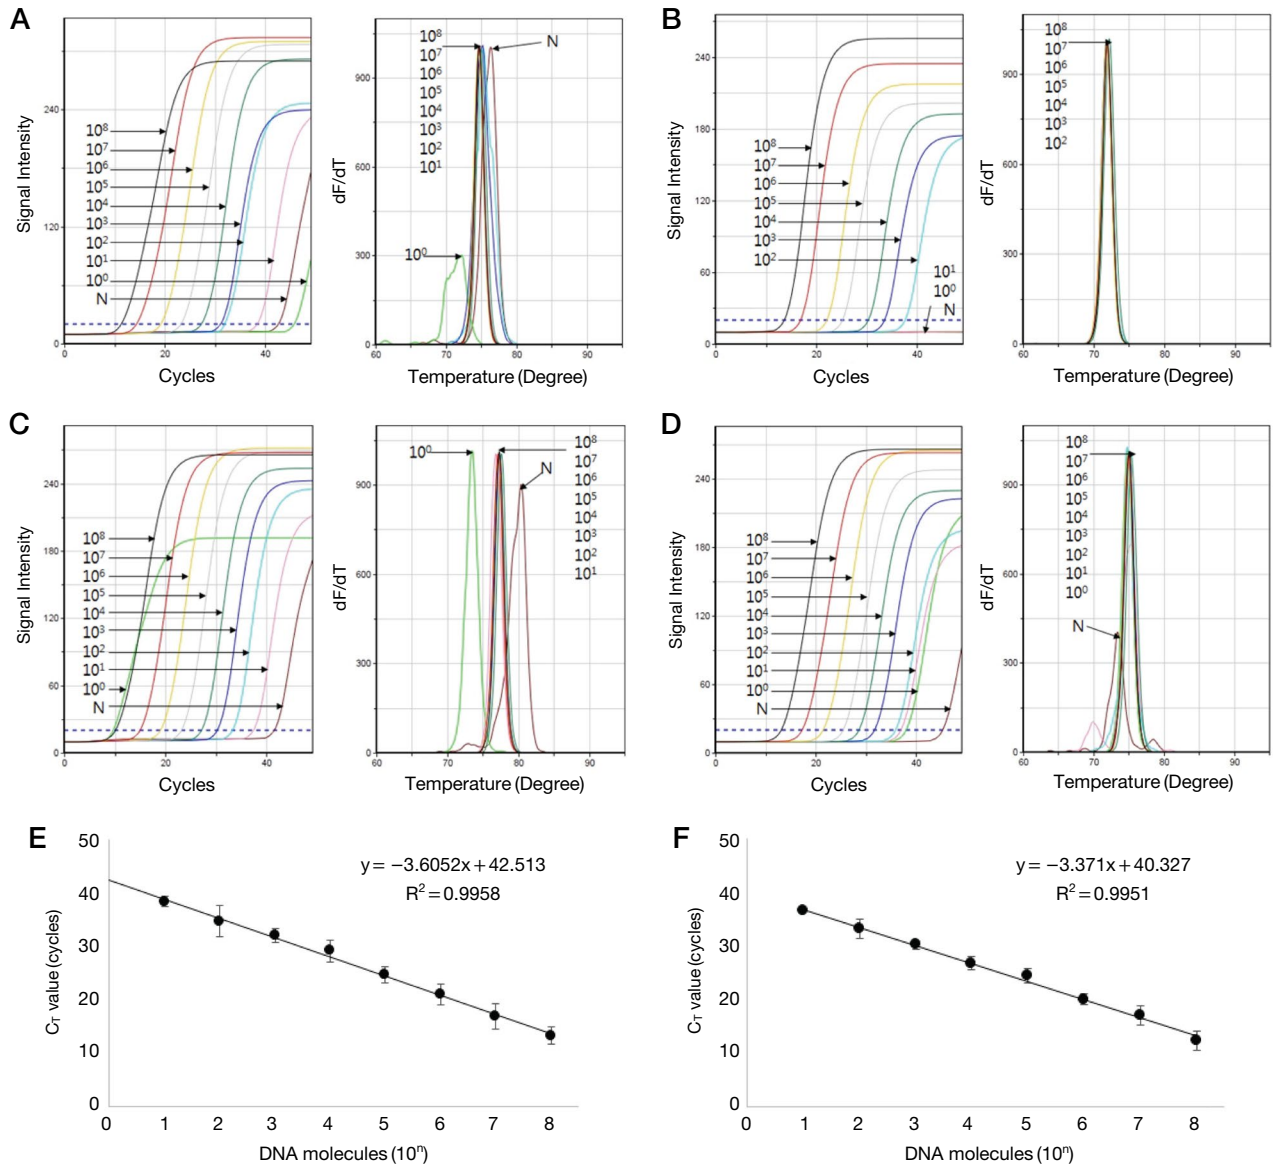 A
Signal Intensity
240
120
0
10⁸
10⁷
10⁶
10⁵
10⁴
10³
10²
10¹
10⁰
N
0 20 40
Cycles
dF/dT
900
600
300
0
10⁸
10⁷
10⁶
10⁵
10⁴
10³
10²
10¹
N
10⁰
60 70 80 90
Temperature (Degree)
B
Signal Intensity
240
180
120
60
0
10⁸
10⁷
10⁶
10⁵
10⁴
10³
10²
10¹
10⁰
N
0 20 40
Cycles
dF/dT
900
600
300
0
10⁸
10⁷
10⁶
10⁵
10⁴
10³
10²
60 70 80 90
Temperature (Degree)
C
Signal Intensity
240
180
120
60
0
10⁸
10⁷
10⁶
10⁵
10⁴
10³
10²
10¹
10⁰
N
0 20 40
Cycles
dF/dT
900
600
300
0
10⁰
N
10⁸
10⁷
10⁶
10⁵
10⁴
10³
10²
10¹
60 70 80 90
Temperature (Degree)
D
Signal Intensity
240
180
120
60
0
10⁸
10⁷
10⁶
10⁵
10⁴
10³
10²
10¹
10⁰
N
0 20 40
Cycles
dF/dT
900
600
300
0
10⁸
10⁷
10⁶
10⁵
10⁴
10³
10²
10¹
10⁰
N
60 70 80 90
Temperature (Degree)
E
C_T value (cycles)
50
40
30
20
10
0
y = −3.6052x + 42.513
R² = 0.9958
0 1 2 3 4 5 6 7 8
DNA molecules (10ⁿ)
F
C_T value (cycles)
50
40
30
20
10
0
y = −3.371x + 40.327
R² = 0.9951
0 1 2 3 4 5 6 7 8
DNA molecules (10ⁿ)